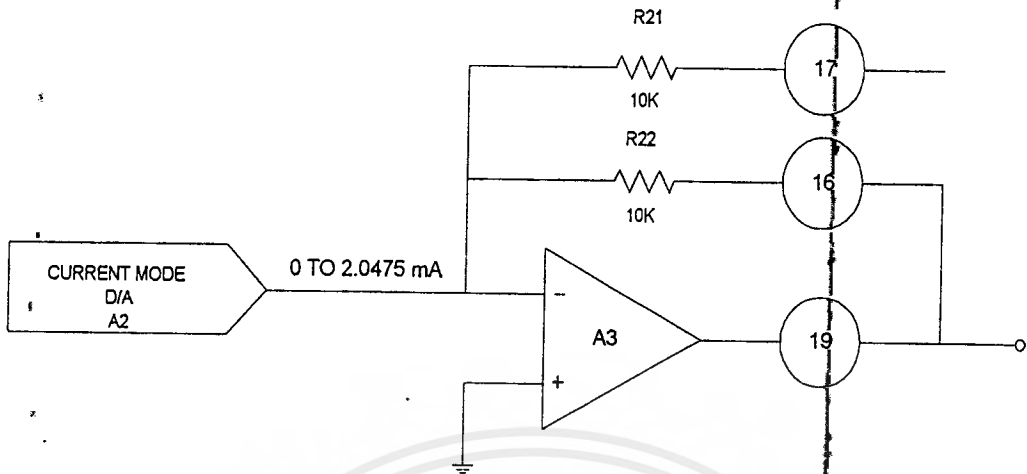 R21
17
10K
R22
16
10K
CURRENT MODE
D/A
A2
0 TO 2.0475 mA
-
A3
+
19